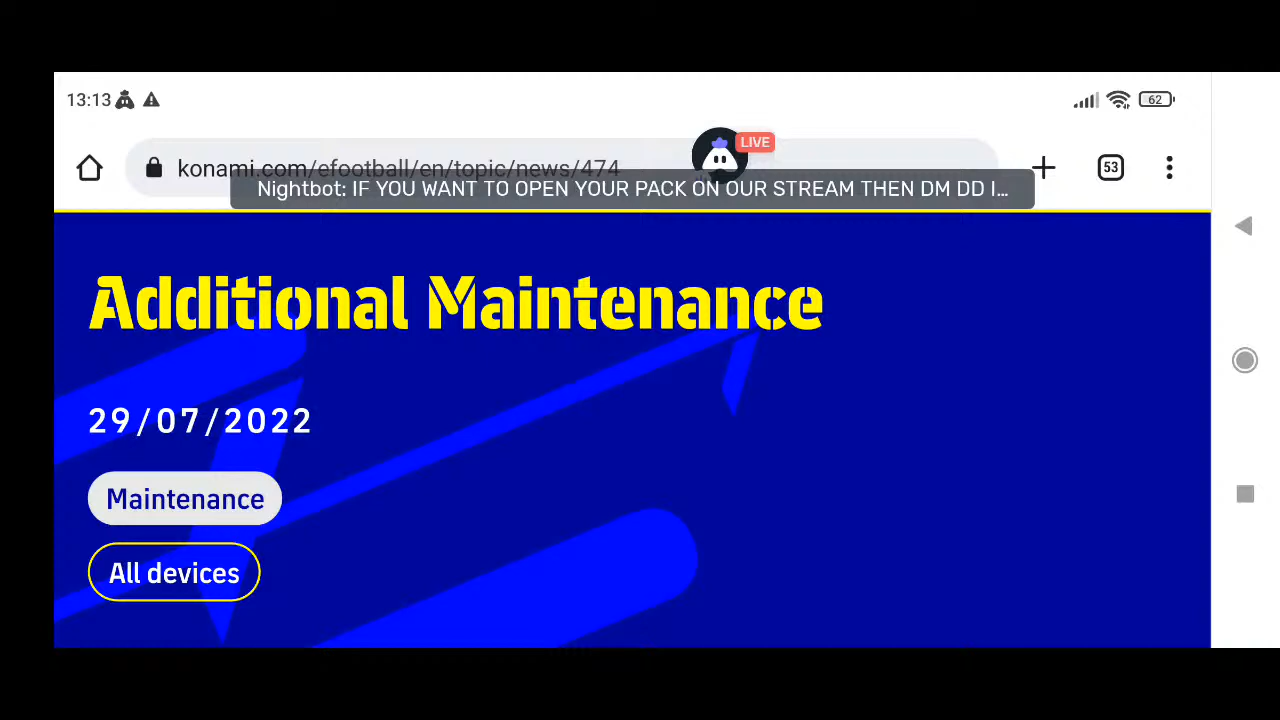 13:13
62
LIVE
konami.com/efootball/en/topic/news/474
53
Nightbot: IF YOU WANT TO OPEN YOUR PACK ON OUR STREAM THEN DM DD I…
Additional Maintenance
29/07/2022
Maintenance
All devices